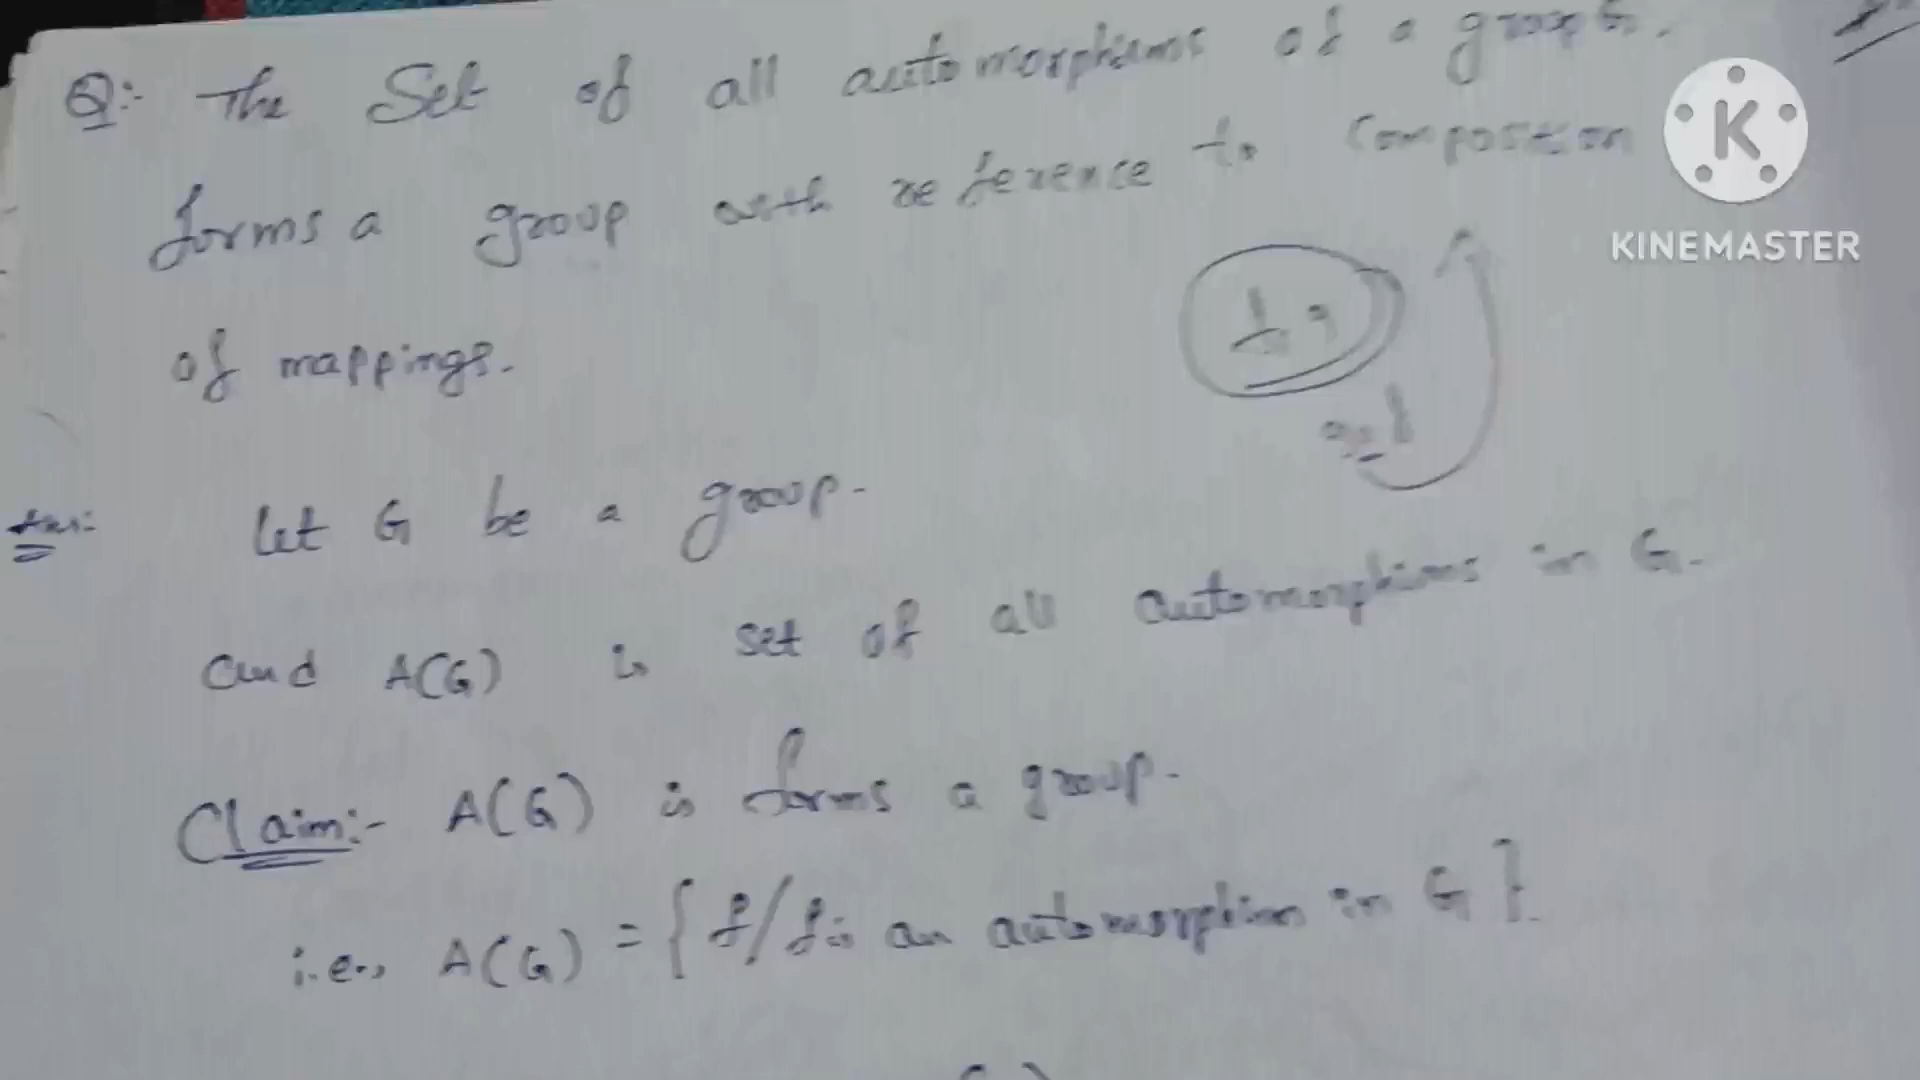 Q:- The Set of all automorphisms of a group G.
forms a group with reference to composition
of mappings.
Ans:- Let G be a group.
and A(G) is set of all automorphisms in G.
Claim:- A(G) is forms a group.
i.e., A(G) = { f/f is an automorphism in G }.
K
KINEMASTER